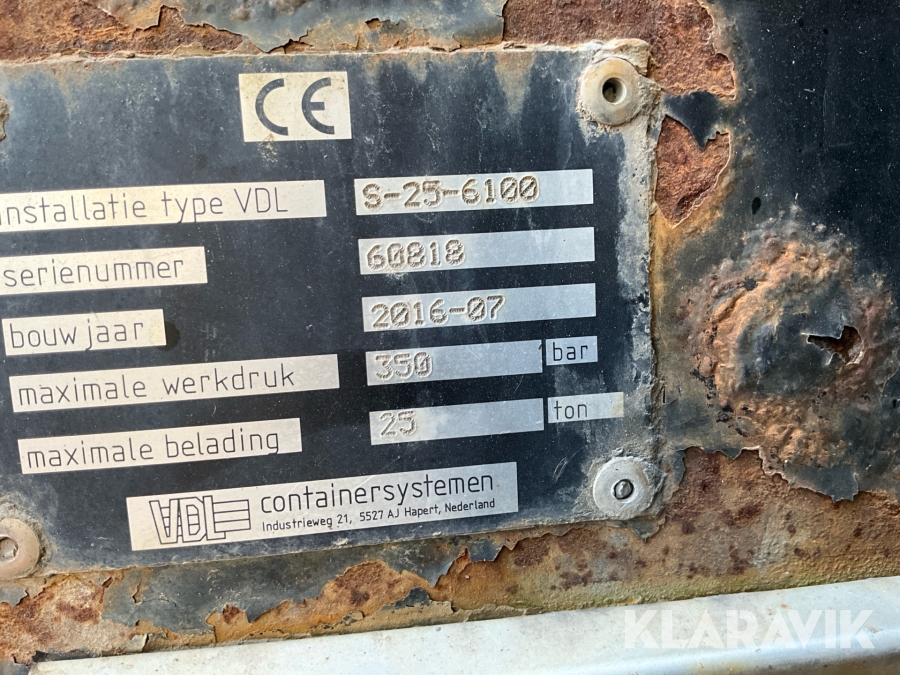 CE
installatie type VDL S-25-6100
serienummer 60818
bouwjaar 2016-07
maximale werkdruk 350 bar
maximale belading 25 ton
VDL containersystemen
Industrieweg 21, 5527 AJ Hapert, Nederland
KLARAVIK